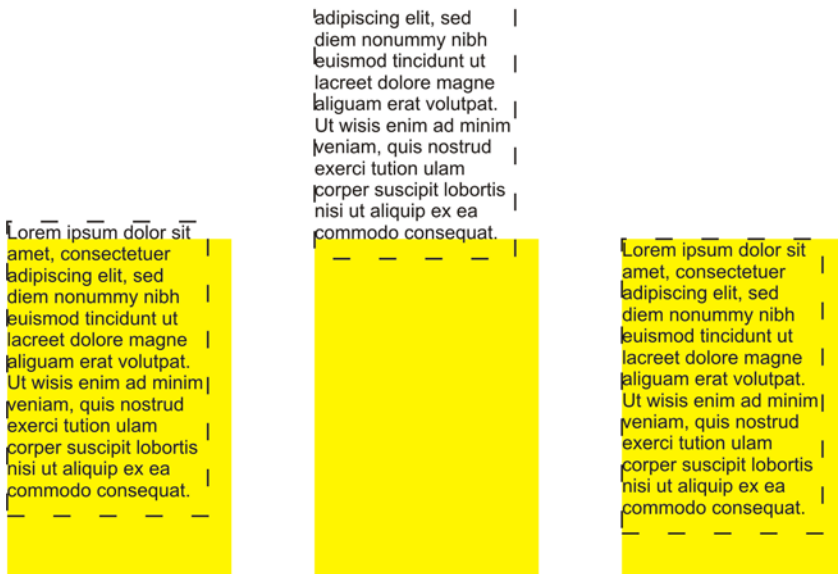 Lorem ipsum dolor sit
amet, consectetuer
adipiscing elit, sed
diem nonummy nibh
euismod tincidunt ut
lacreet dolore magne
aliguam erat volutpat.
Ut wisis enim ad minim
veniam, quis nostrud
exerci tution ulam
corper suscipit lobortis
nisi ut aliquip ex ea
commodo consequat.
adipiscing elit, sed
diem nonummy nibh
euismod tincidunt ut
lacreet dolore magne
aliguam erat volutpat.
Ut wisis enim ad minim
veniam, quis nostrud
exerci tution ulam
corper suscipit lobortis
nisi ut aliquip ex ea
commodo consequat.
Lorem ipsum dolor sit
amet, consectetuer
adipiscing elit, sed
diem nonummy nibh
euismod tincidunt ut
lacreet dolore magne
aliguam erat volutpat.
Ut wisis enim ad minim
veniam, quis nostrud
exerci tution ulam
corper suscipit lobortis
nisi ut aliquip ex ea
commodo consequat.